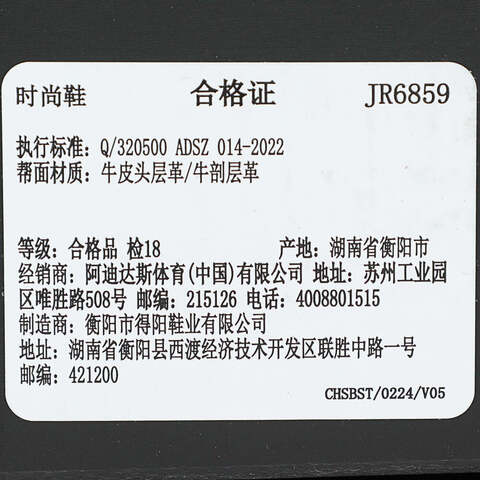 时尚鞋 合格证 JR6859
执行标准: Q/320500 ADSZ 014-2022
帮面材质: 牛皮头层革/牛剖层革
等级: 合格品 检18 产地: 湖南省衡阳市
经销商: 阿迪达斯体育(中国)有限公司 地址: 苏州工业园
区唯胜路508号 邮编: 215126 电话: 4008801515
制造商: 衡阳市得阳鞋业有限公司
地址: 湖南省衡阳县西渡经济技术开发区联胜中路一号
邮编: 421200
CHSBST/0224/V05